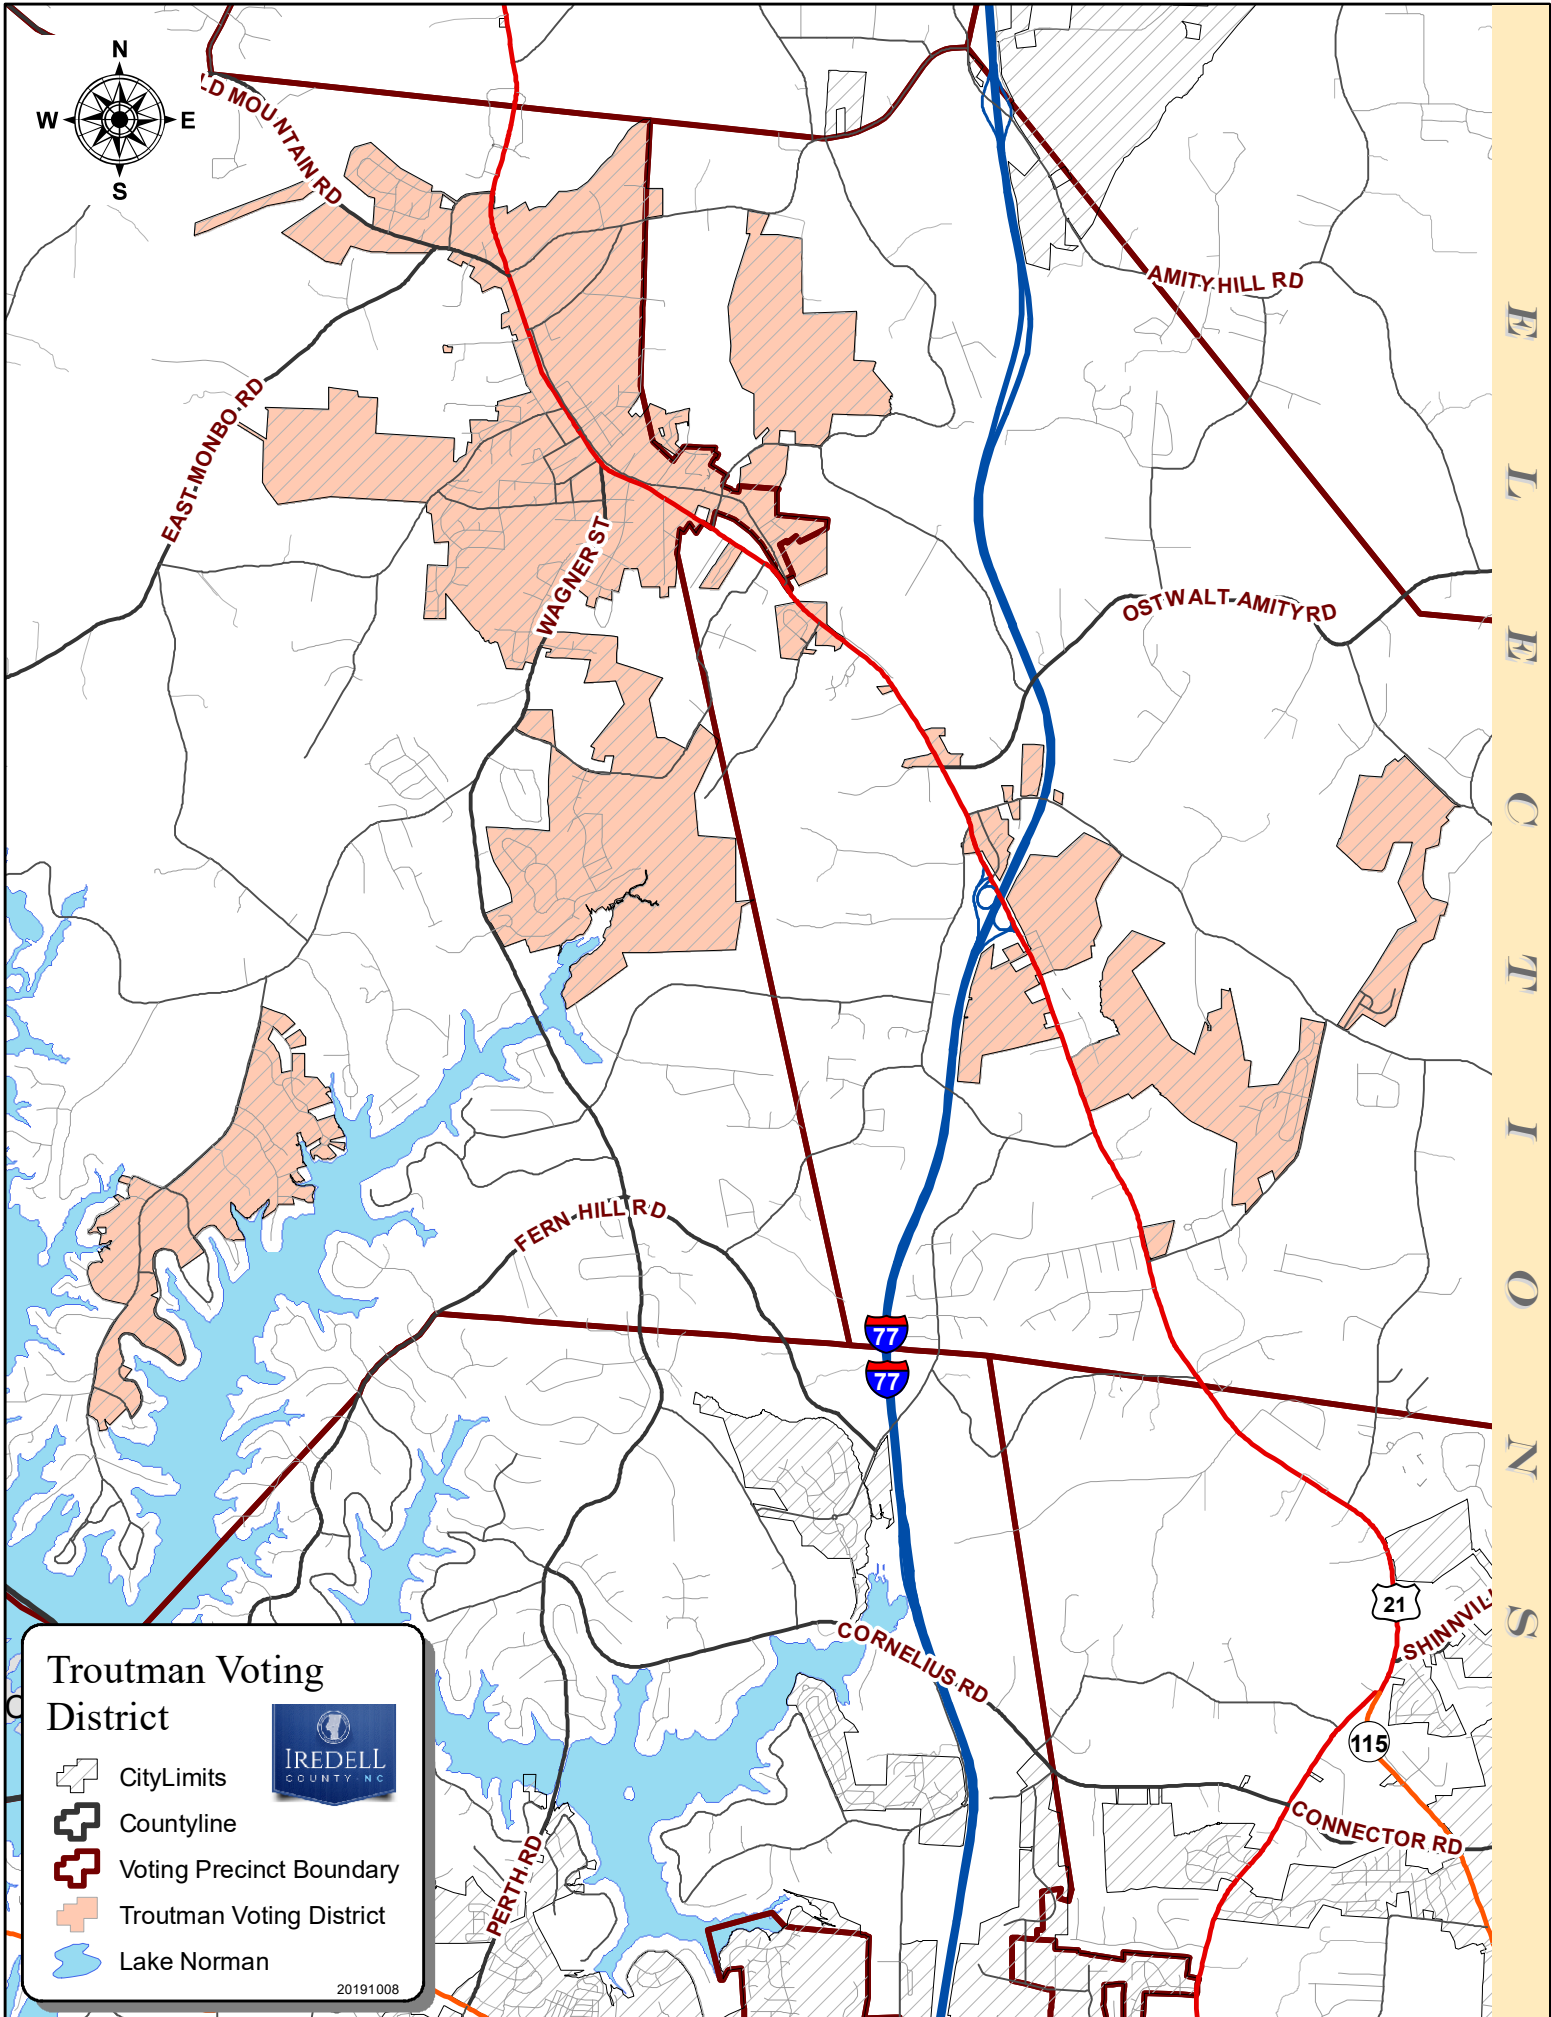 N
W
E
S
LD MOUNTAIN RD
AMITY HILL RD
EAST MONBO RD
WAGNER ST
OSTWALT AMITY RD
FERN HILL RD
77
77
21
SHINNVIL
CORNELIUS RD
115
CONNECTOR RD
PERTH RD
ELECTIONS
Troutman Voting
District
IREDELL
COUNTY NC
CityLimits
Countyline
Voting Precinct Boundary
Troutman Voting District
Lake Norman
20191008